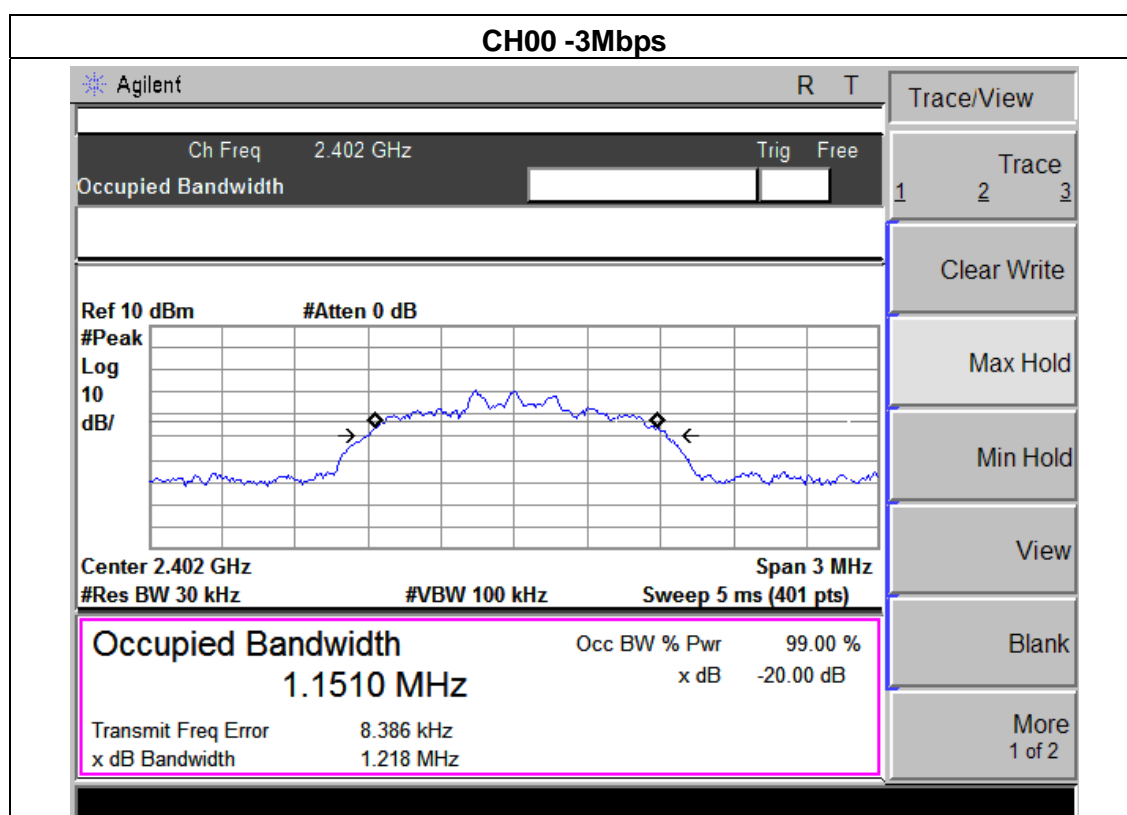 CH00 -3Mbps
Agilent R T
Ch Freq 2.402 GHz Trig Free
Occupied Bandwidth
Ref 10 dBm #Atten 0 dB
#Peak
Log
10
dB/
Center 2.402 GHz Span 3 MHz
#Res BW 30 kHz #VBW 100 kHz Sweep 5 ms (401 pts)
Occupied Bandwidth Occ BW % Pwr 99.00 %
1.1510 MHz x dB -20.00 dB
Transmit Freq Error 8.386 kHz
x dB Bandwidth 1.218 MHz
Trace/View
Trace
1 2 3
Clear Write
Max Hold
Min Hold
View
Blank
More
1 of 2